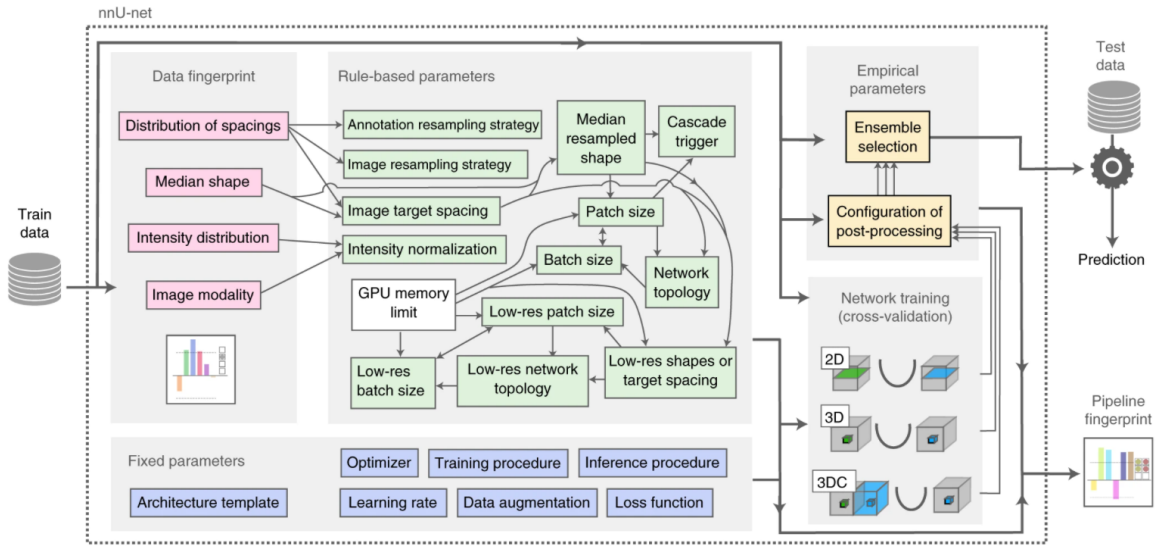 nnU-net
Train
data
Data fingerprint
Distribution of spacings
Median shape
Intensity distribution
Image modality
Rule-based parameters
Annotation resampling strategy
Image resampling strategy
Image target spacing
Intensity normalization
Median
resampled
shape
Cascade
trigger
Patch size
Batch size
Network
topology
GPU memory
limit
Low-res patch size
Low-res
batch size
Low-res network
topology
Low-res shapes or
target spacing
Fixed parameters
Architecture template
Optimizer
Training procedure
Inference procedure
Learning rate
Data augmentation
Loss function
Empirical
parameters
Ensemble
selection
Configuration of
post-processing
Network training
(cross-validation)
2D
3D
3DC
Test
data
Prediction
Pipeline
fingerprint